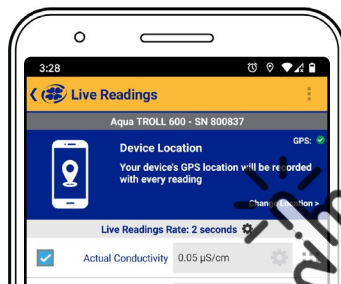 3:28
Live Readings
Aqua TROLL 600 - SN 800837
GPS:
Device Location
Your device's GPS location will be recorded
with every reading
Change Location >
Live Readings Rate: 2 seconds
Actual Conductivity 0.05 µS/cm